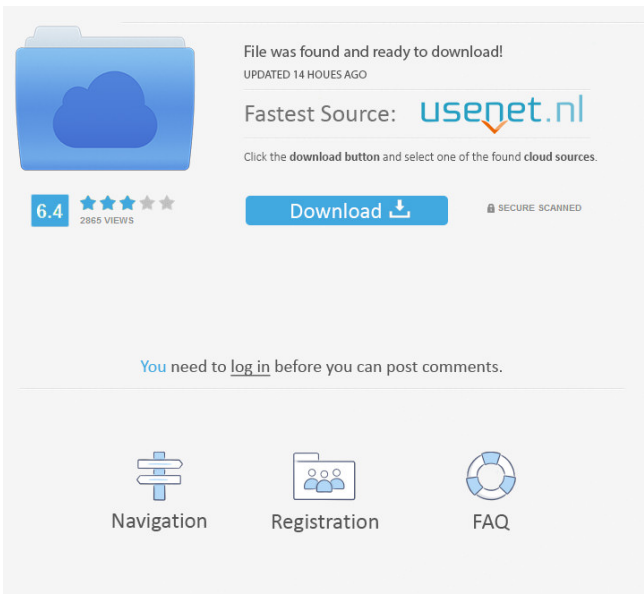 File was found and ready to download!
UPDATED 14 HOUES AGO
Fastest Source: usenet.nl
Click the download button and select one of the found cloud sources.
6.4
2865 VIEWS
Download
SECURE SCANNED
You need to log in before you can post comments.
Navigation
Registration
FAQ